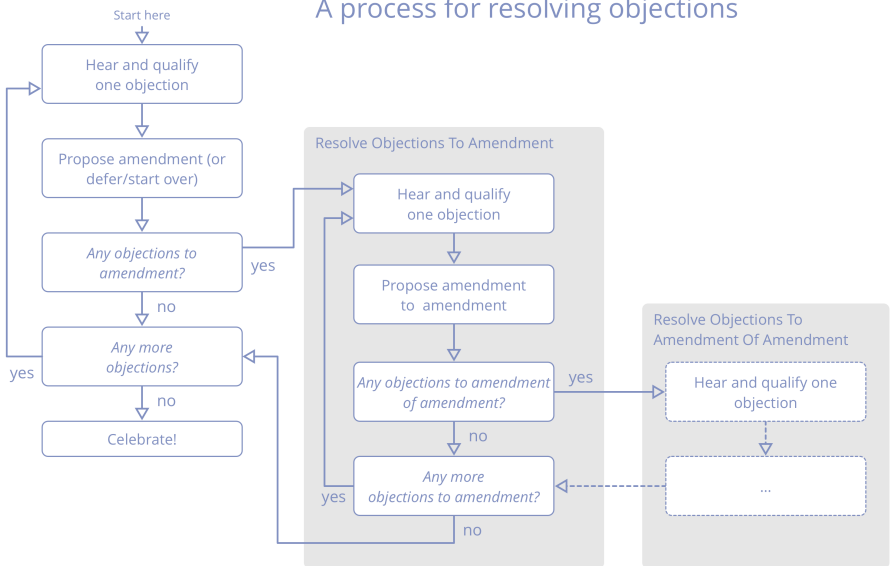 A process for resolving objections
Start here
Hear and qualify
one objection
Propose amendment (or
defer/start over)
Any objections to
amendment?
yes
no
Any more
objections?
yes
no
Celebrate!
Resolve Objections To Amendment
Hear and qualify
one objection
Propose amendment
to amendment
Any objections to amendment
of amendment?
yes
no
Any more
objections to amendment?
yes
no
Resolve Objections To
Amendment Of Amendment
Hear and qualify one
objection
...